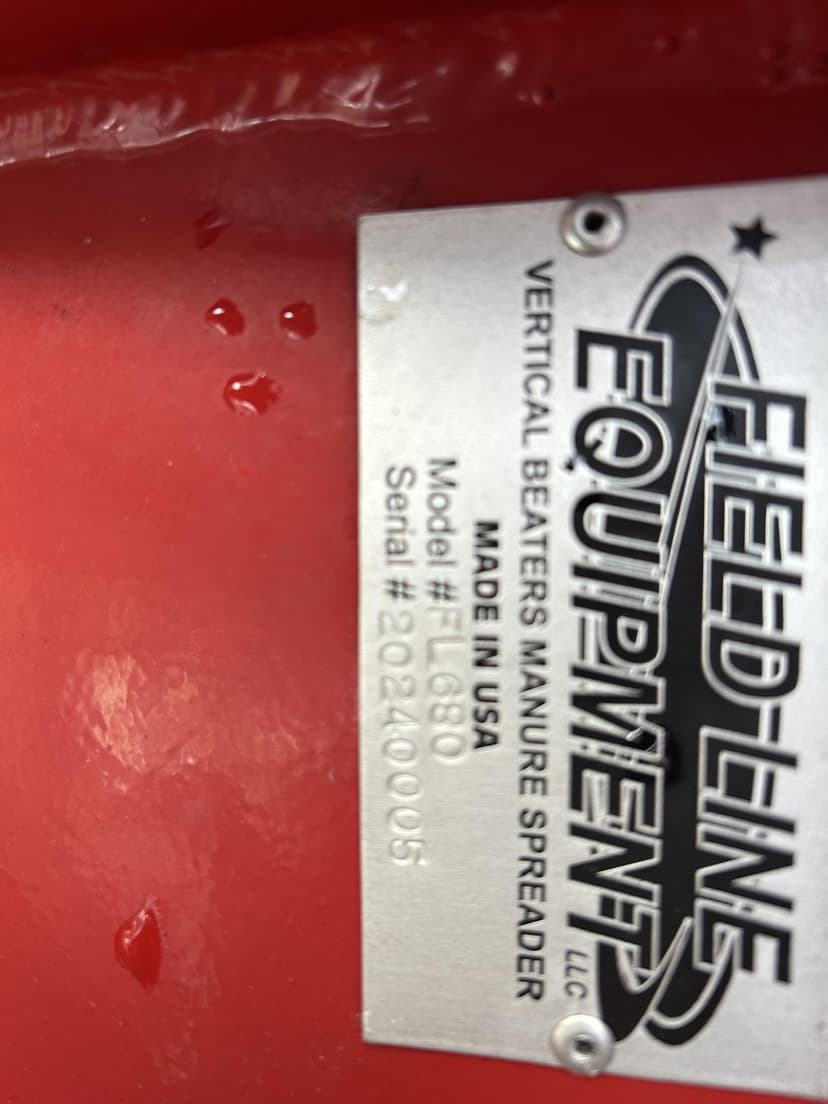 FIELD LINE
EQUIPMENT LLC
VERTICAL BEATERS MANURE SPREADER
MADE IN USA
Model #FL680
Serial #20240005